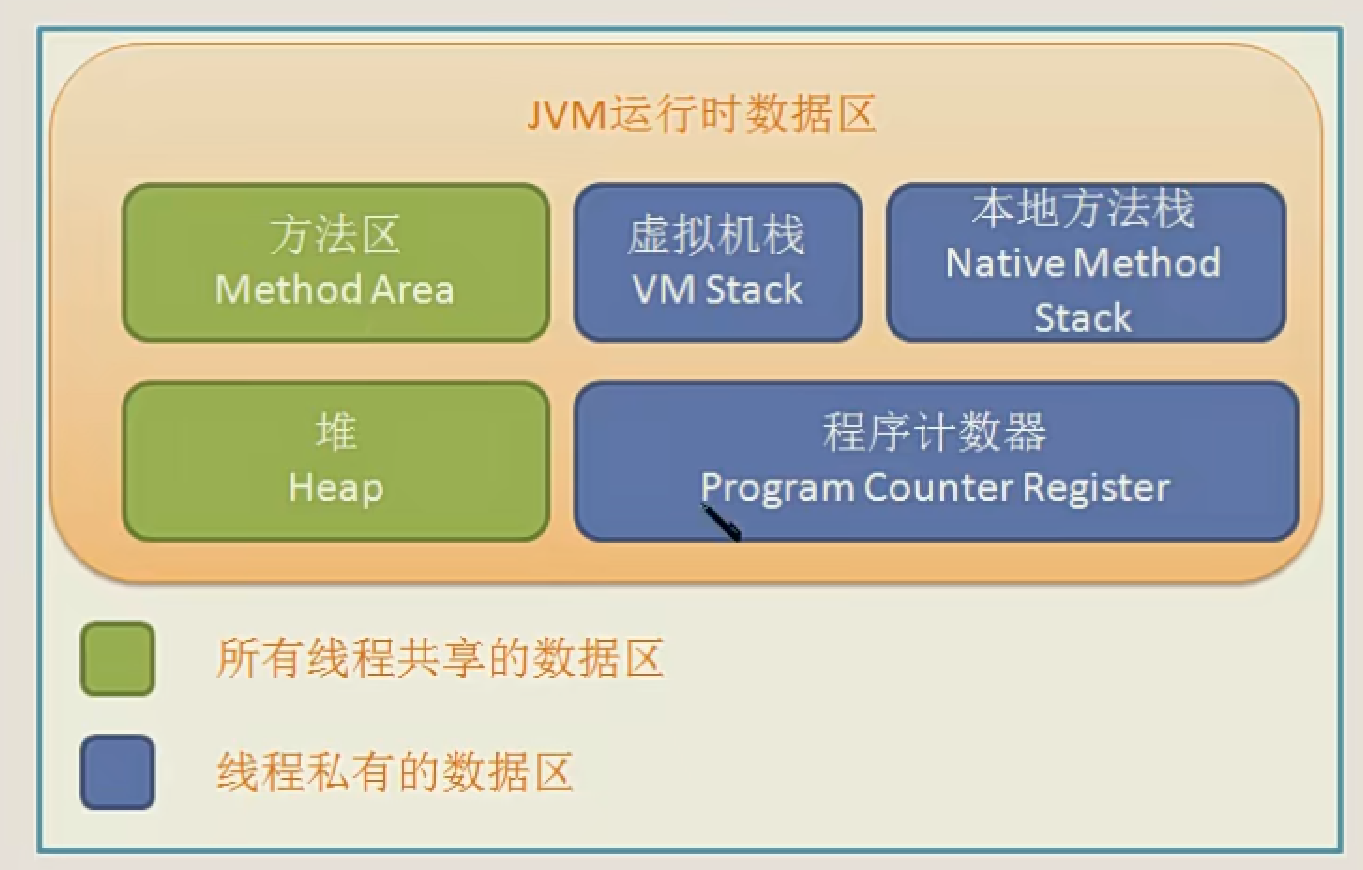 JVM运行时数据区
方法区
Method Area
虚拟机栈
VM Stack
本地方法栈
Native Method
Stack
堆
Heap
程序计数器
Program Counter Register
所有线程共享的数据区
线程私有的数据区